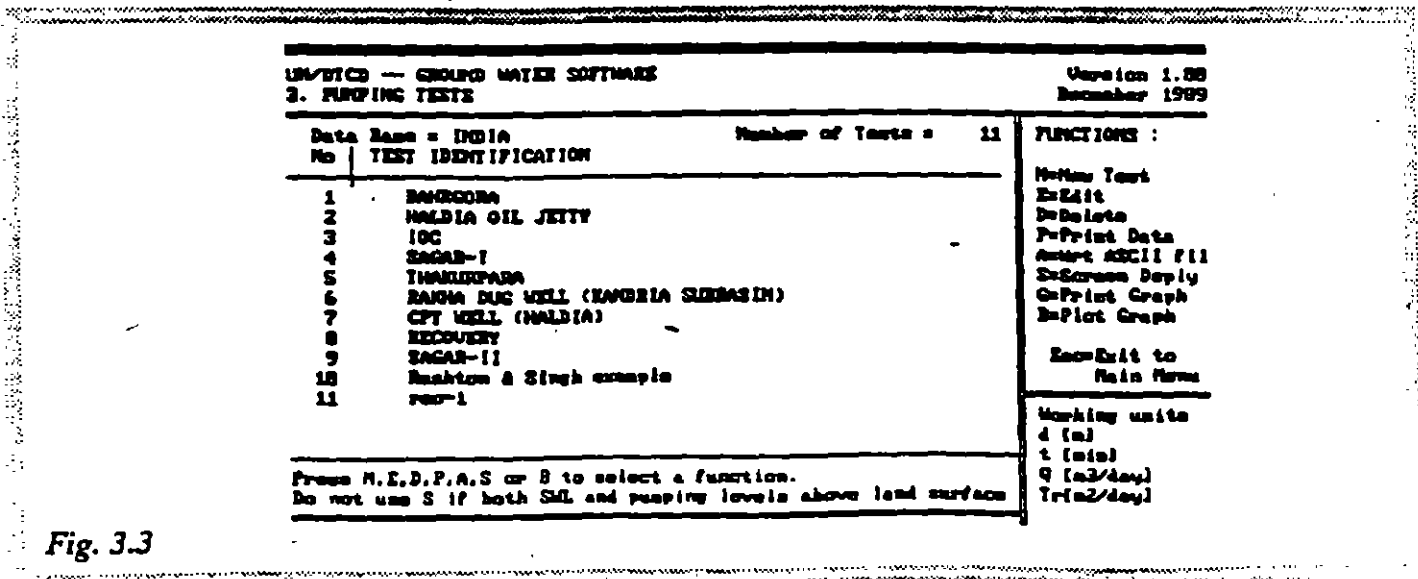 UN/DTCD — GROUND WATER SOFTWARE
3. PUMPING TESTS
Version 1.00
December 1989
Data Base = INDIA Number of Tests = 11
No TEST IDENTIFICATION
1
2 HALDIA OIL JETTY
3 IOC
4 SAGAR-I
5 THAKURPARA
6 RAKHA DUG WELL
7 CPT WELL (HALDIA)
8 RECOVERY
9 SAGAR-II
10 Rushton & Singh example
11
Press N,E,D,P,A,S or B to select a function.
Do not use S if both SWL and pumping levels above land surface
FUNCTIONS :
N=New Test
E=Edit
D=Delete
P=Print Data
A=Wrt ASCII fil
S=Screen Dsply
G=Print Graph
B=Plot Graph
Esc=Exit to
Main Menu
Working units
d [m]
t [min]
Q [m3/day]
Tr[m2/day]
Fig. 3.3